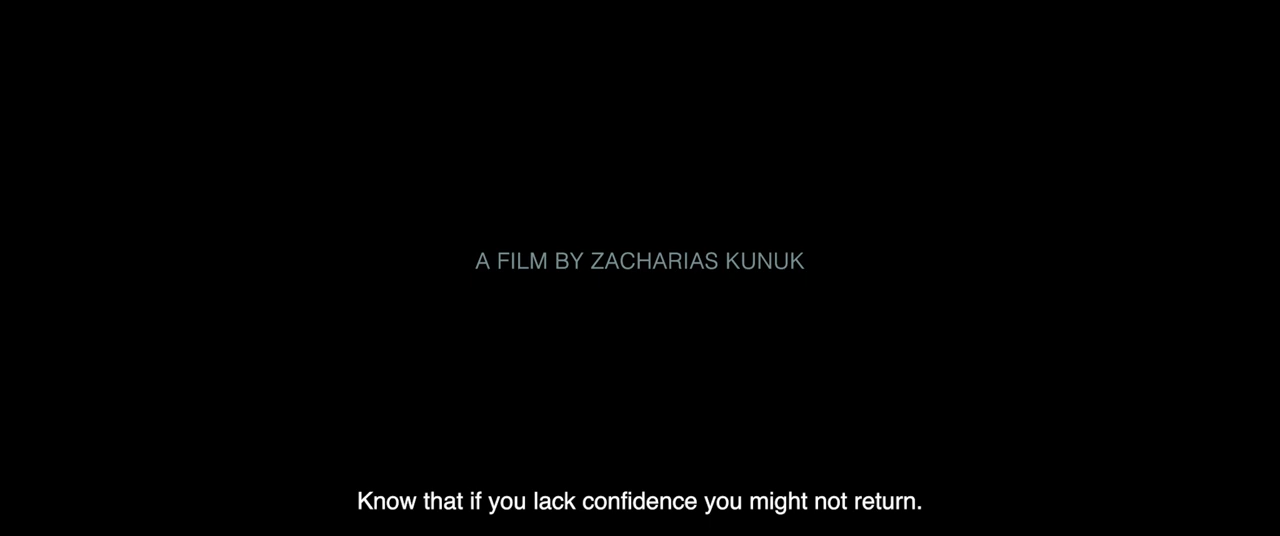 A FILM BY ZACHARIAS KUNUK
Know that if you lack confidence you might not return.